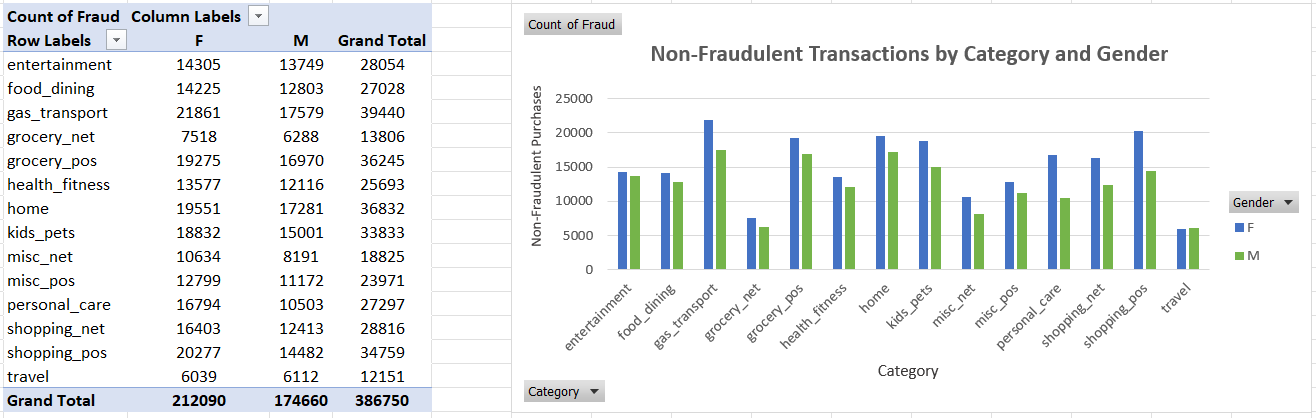 Count of Fraud Column Labels
Row Labels F M Grand Total
entertainment 14305 13749 28054
food_dining 14225 12803 27028
gas_transport 21861 17579 39440
grocery_net 7518 6288 13806
grocery_pos 19275 16970 36245
health_fitness 13577 12116 25693
home 19551 17281 36832
kids_pets 18832 15001 33833
misc_net 10634 8191 18825
misc_pos 12799 11172 23971
personal_care 16794 10503 27297
shopping_net 16403 12413 28816
shopping_pos 20277 14482 34759
travel 6039 6112 12151
Grand Total 212090 174660 386750
Count of Fraud
Non-Fraudulent Transactions by Category and Gender
Non-Fraudulent Purchases
25000
20000
15000
10000
5000
0
entertainment
food_dining
gas_transport
grocery_net
grocery_pos
health_fitness
home
kids_pets
misc_net
misc_pos
personal_care
shopping_net
shopping_pos
travel
Category
Gender
F
M
Category